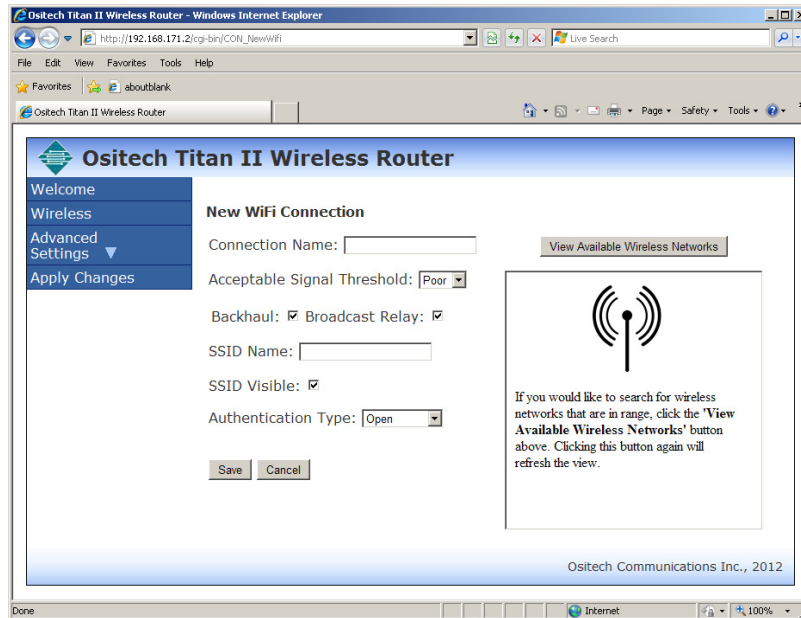 Ositech Titan II Wireless Router - Windows Internet Explorer
http://192.168.171.2/cgi-bin/CON_NewWifi
Live Search
File Edit View Favorites Tools Help
Favorites aboutblank
Ositech Titan II Wireless Router
Page Safety Tools
Ositech Titan II Wireless Router
Welcome
Wireless
Advanced
Settings
Apply Changes
New WiFi Connection
Connection Name:
Acceptable Signal Threshold: Poor
Backhaul: Broadcast Relay:
SSID Name:
SSID Visible:
Authentication Type: Open
Save Cancel
View Available Wireless Networks
If you would like to search for wireless
networks that are in range, click the 'View
Available Wireless Networks' button
above. Clicking this button again will
refresh the view.
Ositech Communications Inc., 2012
Done Internet 100%